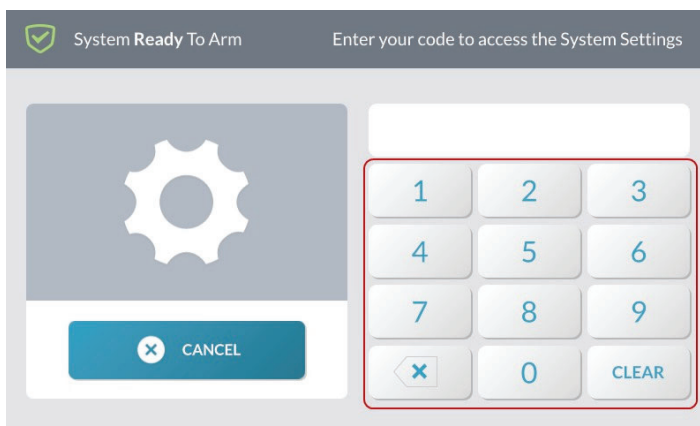 System Ready To Arm
Enter your code to access the System Settings
1 2 3
4 5 6
CANCEL
7 8 9
0 CLEAR